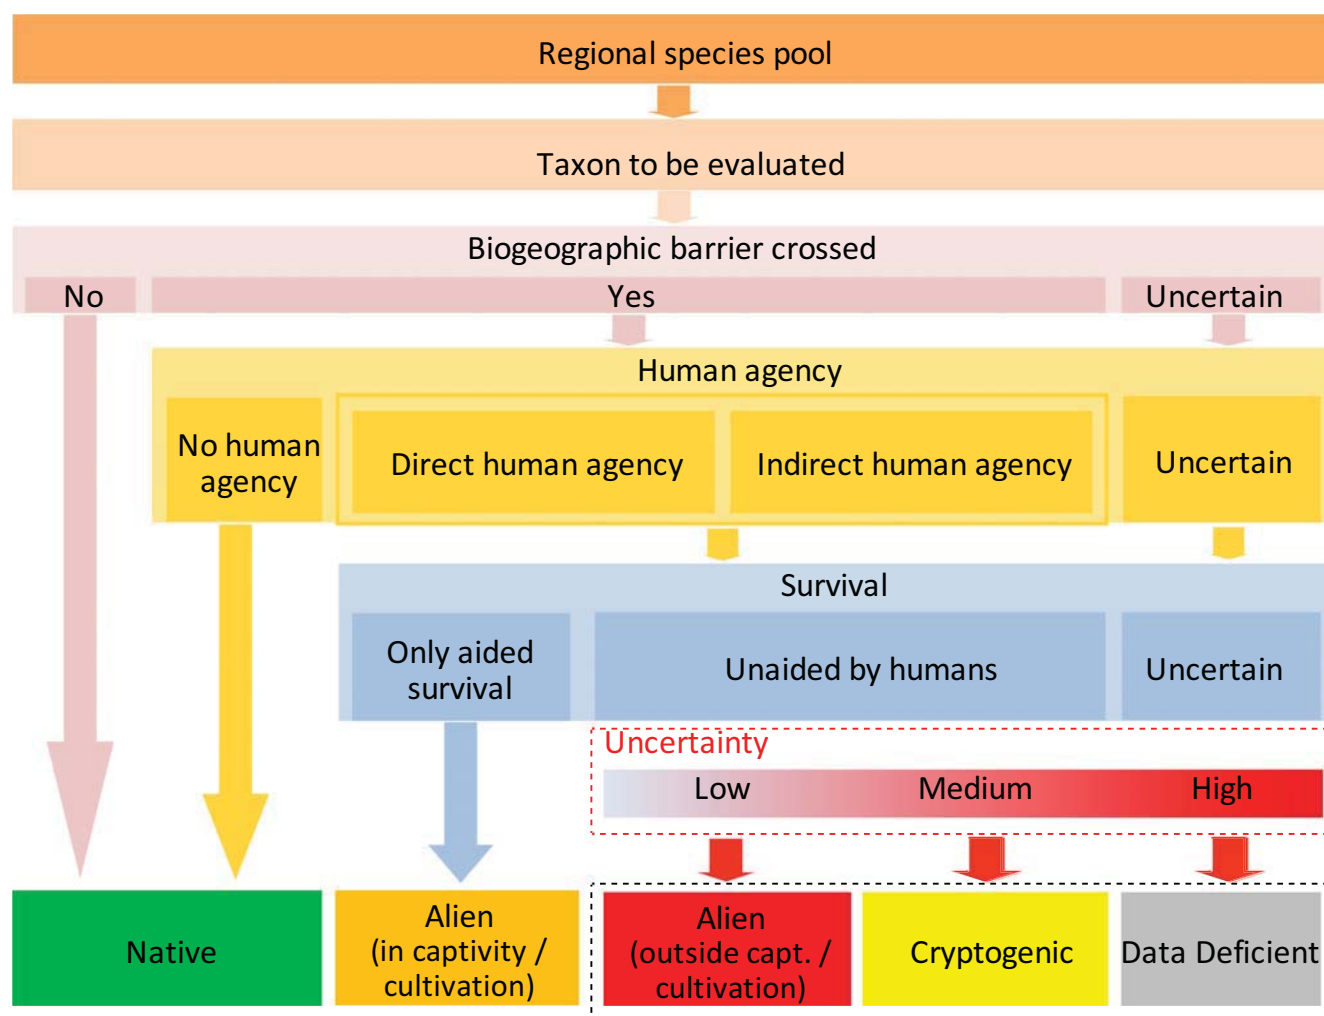 Regional species pool
Taxon to be evaluated
Biogeographic barrier crossed
No
Yes
Uncertain
Human agency
No human
agency
Direct human agency
Indirect human agency
Uncertain
Survival
Only aided
survival
Unaided by humans
Uncertain
Uncertainty
Low
Medium
High
Native
Alien
(in captivity /
cultivation)
Alien
(outside capt. /
cultivation)
Cryptogenic
Data Deficient